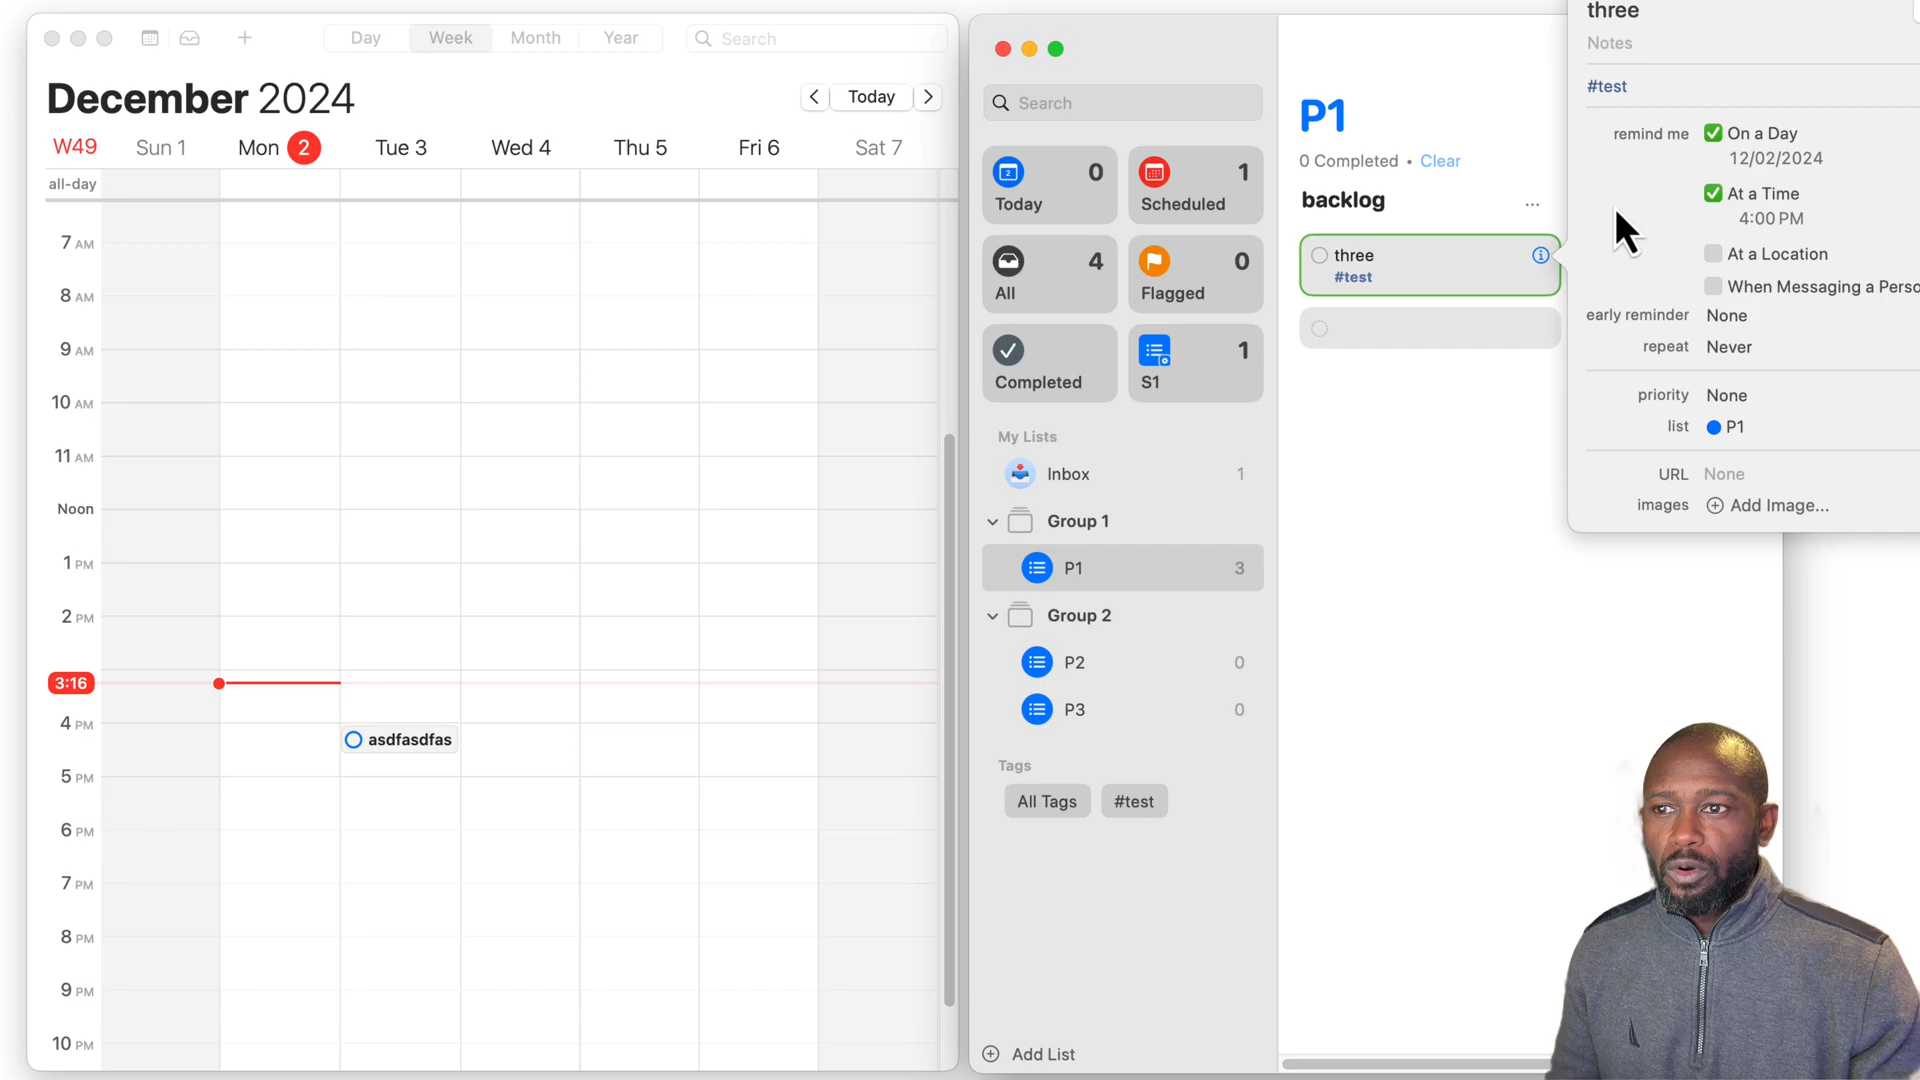 Day
Week
Month
Year
Search
December 2024
Today
W49
Sun 1
Mon 2
Tue 3
Wed 4
Thu 5
Fri 6
Sat 7
all-day
7 AM
8 AM
9 AM
10 AM
11 AM
Noon
1 PM
2 PM
3:16
4 PM
asdfasdfas
5 PM
6 PM
7 PM
8 PM
9 PM
10 PM
Search
2
0
Today
1
Scheduled
4
All
0
Flagged
Completed
1
S1
My Lists
Inbox 1
Group 1
P1 3
Group 2
P2 0
P3 0
Tags
All Tags
#test
Add List
P1
0 Completed • Clear
backlog
...
three
#test
three
Notes
#test
remind me On a Day
12/02/2024
At a Time
4:00 PM
At a Location
When Messaging a Perso
early reminder None
repeat Never
priority None
list P1
URL None
images Add Image...